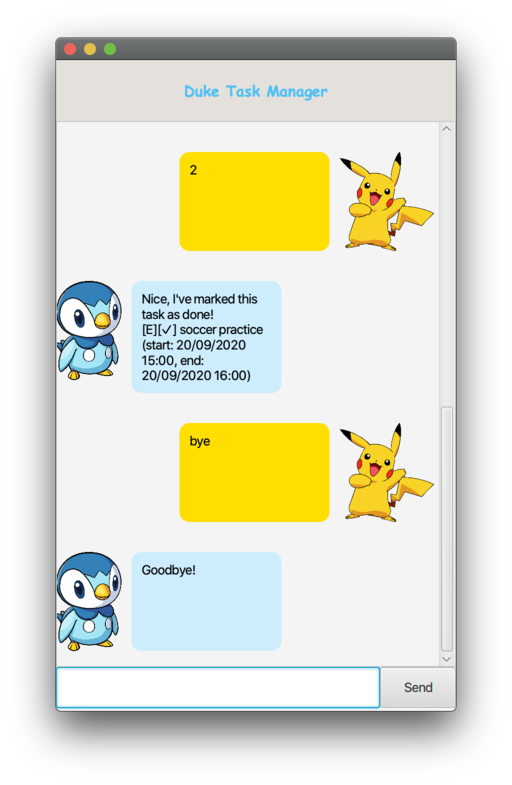 Duke Task Manager
2
Nice, I've marked this
task as done!
[E][✓] soccer practice
(start: 20/09/2020
15:00, end:
20/09/2020 16:00)
bye
Goodbye!
Send